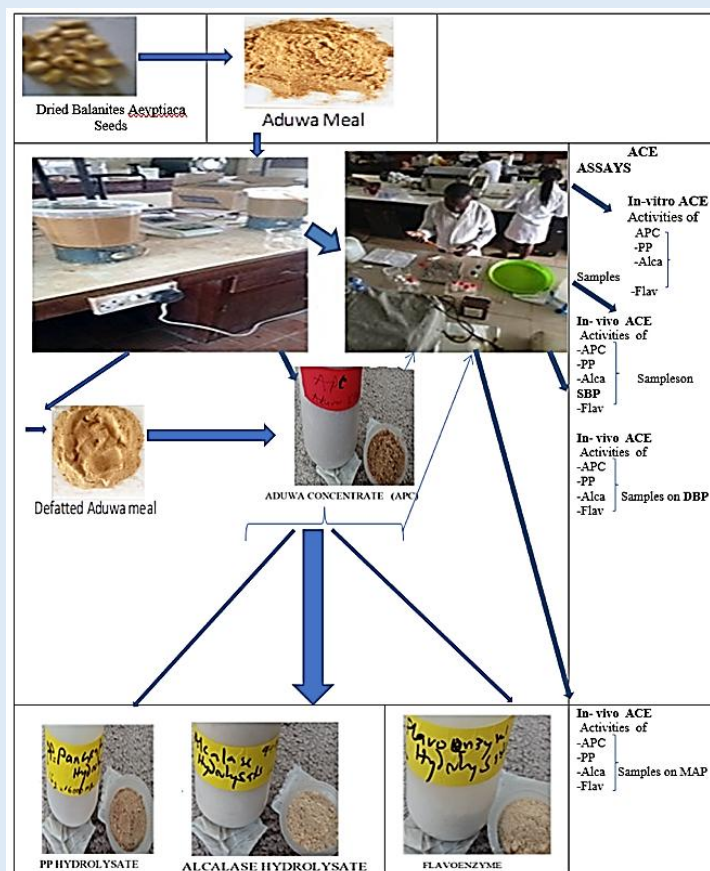 Dried Balanites Aeyptiaca
Seeds
Aduwa Meal
ACE
ASSAYS
In-vitro ACE
Activities of
APC
-PP
-Alca
Samples
-Flav
In- vivo ACE
Activities of
-APC
-PP
-Alca Sampleson
SBP
-Flav
In- vivo ACE
Activities of
-APC
-PP
-Alca Samples on DBP
-Flav
Defatted Aduwa meal
ADUWA CONCENTRATE (APC)
In- vivo ACE
Activities of
-APC
-PP
-Alca Samples on MAP
-Flav
Alcalase
Hydrolysate
PP HYDROLYSATE
ALCALASE HYDROLYSATE
FLAVOENZYME